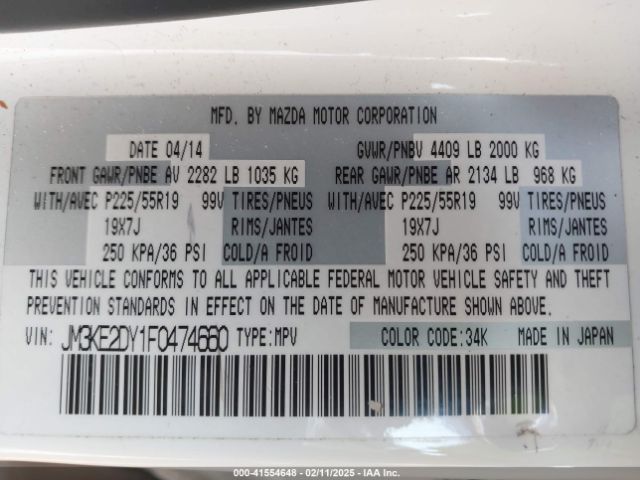 MFD. BY MAZDA MOTOR CORPORATION
DATE 04/14 GVWR/PNBV 4409 LB 2000 KG
FRONT GAWR/PNBE AV 2282 LB 1035 KG REAR GAWR/PNBE AR 2134 LB 968 KG
WITH/AVEC P225/55R19 99V TIRES/PNEUS WITH/AVEC P225/55R19 99V TIRES/PNEUS
19X7J RIMS/JANTES 19X7J RIMS/JANTES
250 KPA/36 PSI COLD/A FROID 250 KPA/36 PSI COLD/A FROID
THIS VEHICLE CONFORMS TO ALL APPLICABLE FEDERAL MOTOR VEHICLE SAFETY AND THEFT
PREVENTION STANDARDS IN EFFECT ON THE DATE OF MANUFACTURE SHOWN ABOVE.
VIN: JM3KE2DY1F0474660 TYPE:MPV COLOR CODE:34K MADE IN JAPAN
000-41554648 - 02/11/2025 - IAA Inc.